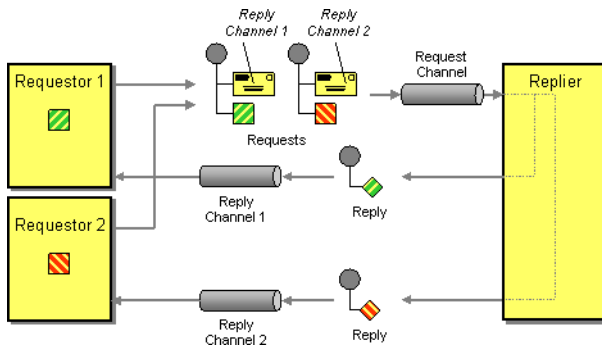 Reply
Channel 1
Reply
Channel 2
Request
Channel
Requestor 1
Replier
Requests
Reply
Channel 1
Reply
Requestor 2
Reply
Channel 2
Reply